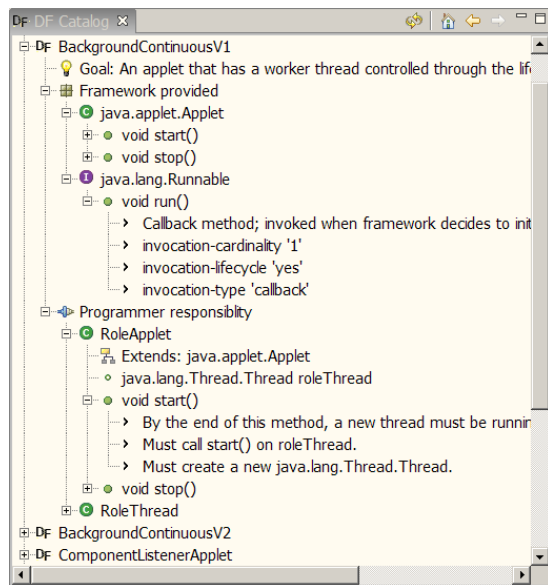 DF DF Catalog
DF BackgroundContinuousV1
Goal: An applet that has a worker thread controlled through the
Framework provided
C java.applet.Applet
void start()
void stop()
I java.lang.Runnable
void run()
Callback method; invoked when framework decides to
invocation-cardinality '1'
invocation-lifecycle 'yes'
invocation-type 'callback'
Programmer responsiblity
C RoleApplet
Extends: java.applet.Applet
java.lang.Thread.Thread roleThread
void start()
By the end of this method, a new thread must be
Must call start() on roleThread.
Must create a new java.lang.Thread.Thread.
void stop()
C RoleThread
DF BackgroundContinuousV2
DF ComponentListenerApplet